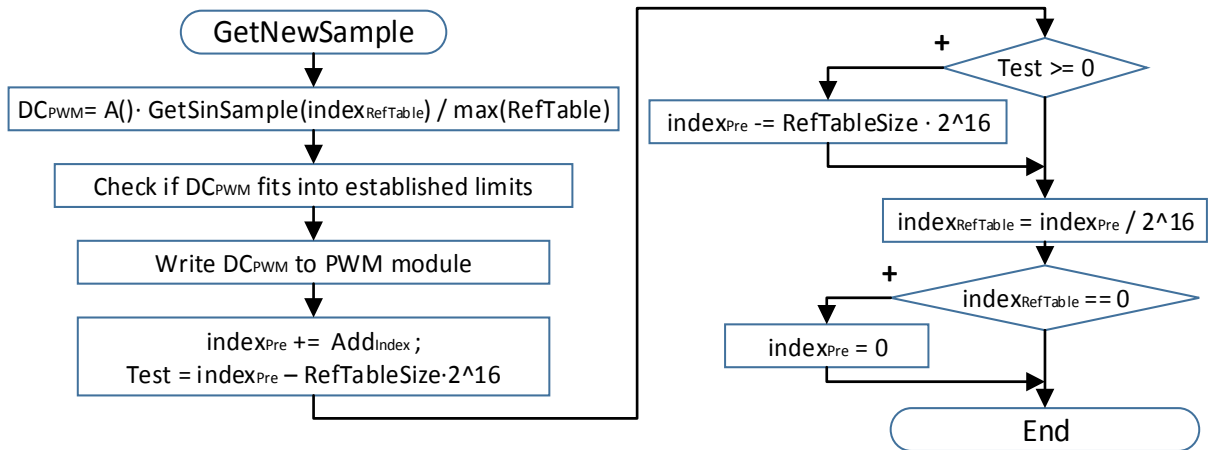 GetNewSample
DCPWM= A()· GetSinSample(indexRefTable) / max(RefTable)
Check if DCPWM fits into established limits
Write DCPWM to PWM module
indexPre += AddIndex ;
Test = indexPre – RefTableSize·2^16
+
Test >= 0
indexPre -= RefTableSize · 2^16
indexRefTable = indexPre / 2^16
+
indexRefTable == 0
indexPre = 0
End